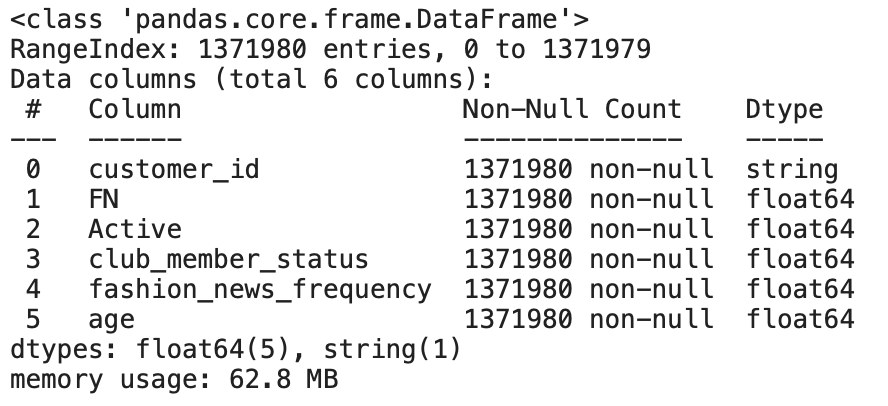 <class 'pandas.core.frame.DataFrame'>
RangeIndex: 1371980 entries, 0 to 1371979
Data columns (total 6 columns):
 #   Column                  Non-Null Count    Dtype
---  ------                  --------------    -----
 0   customer_id             1371980 non-null  string
 1   FN                      1371980 non-null  float64
 2   Active                  1371980 non-null  float64
 3   club_member_status      1371980 non-null  float64
 4   fashion_news_frequency  1371980 non-null  float64
 5   age                     1371980 non-null  float64
dtypes: float64(5), string(1)
memory usage: 62.8 MB